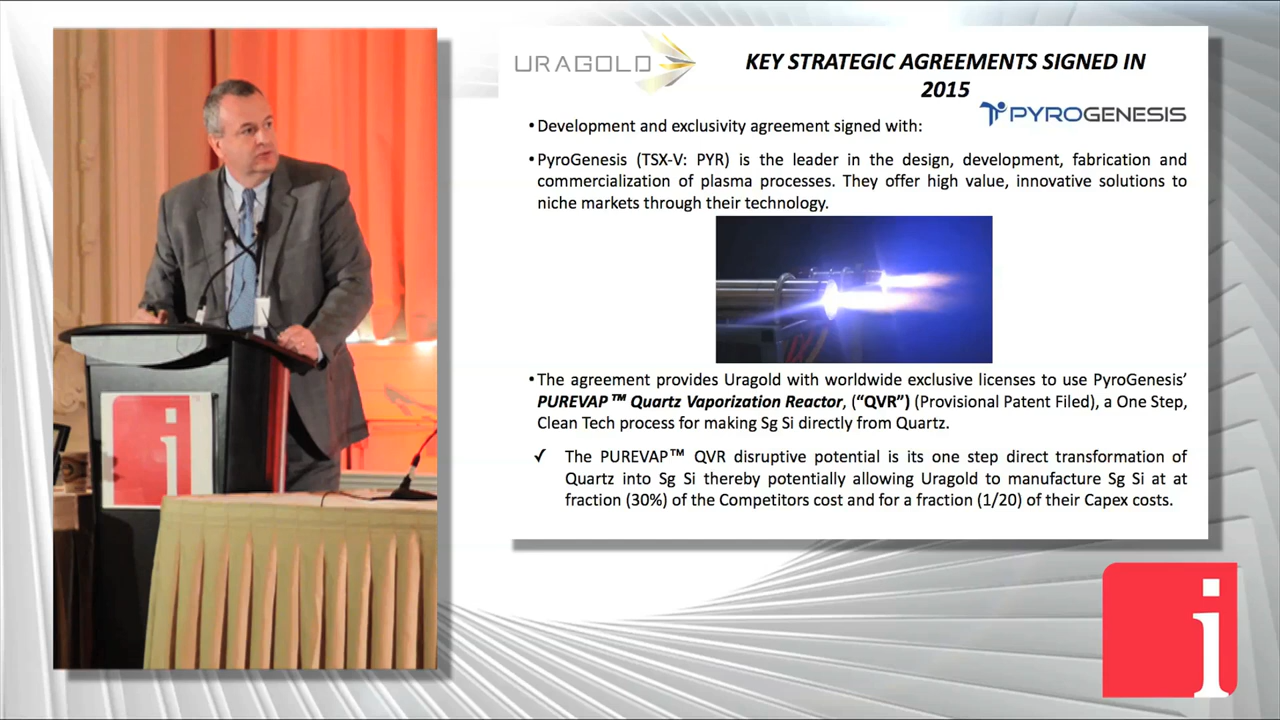 URAGOLD
KEY STRATEGIC AGREEMENTS SIGNED IN
2015
PYROGENESIS
• Development and exclusivity agreement signed with:
• PyroGenesis (TSX-V: PYR) is the leader in the design, development, fabrication and
commercialization of plasma processes. They offer high value, innovative solutions to
niche markets through their technology.
• The agreement provides Uragold with worldwide exclusive licenses to use PyroGenesis’
PUREVAP™ Quartz Vaporization Reactor, (“QVR”) (Provisional Patent Filed), a One Step,
Clean Tech process for making Sg Si directly from Quartz.
✓ The PUREVAP™ QVR disruptive potential is its one step direct transformation of
Quartz into Sg Si thereby potentially allowing Uragold to manufacture Sg Si at at
fraction (30%) of the Competitors cost and for a fraction (1/20) of their Capex costs.
i
i